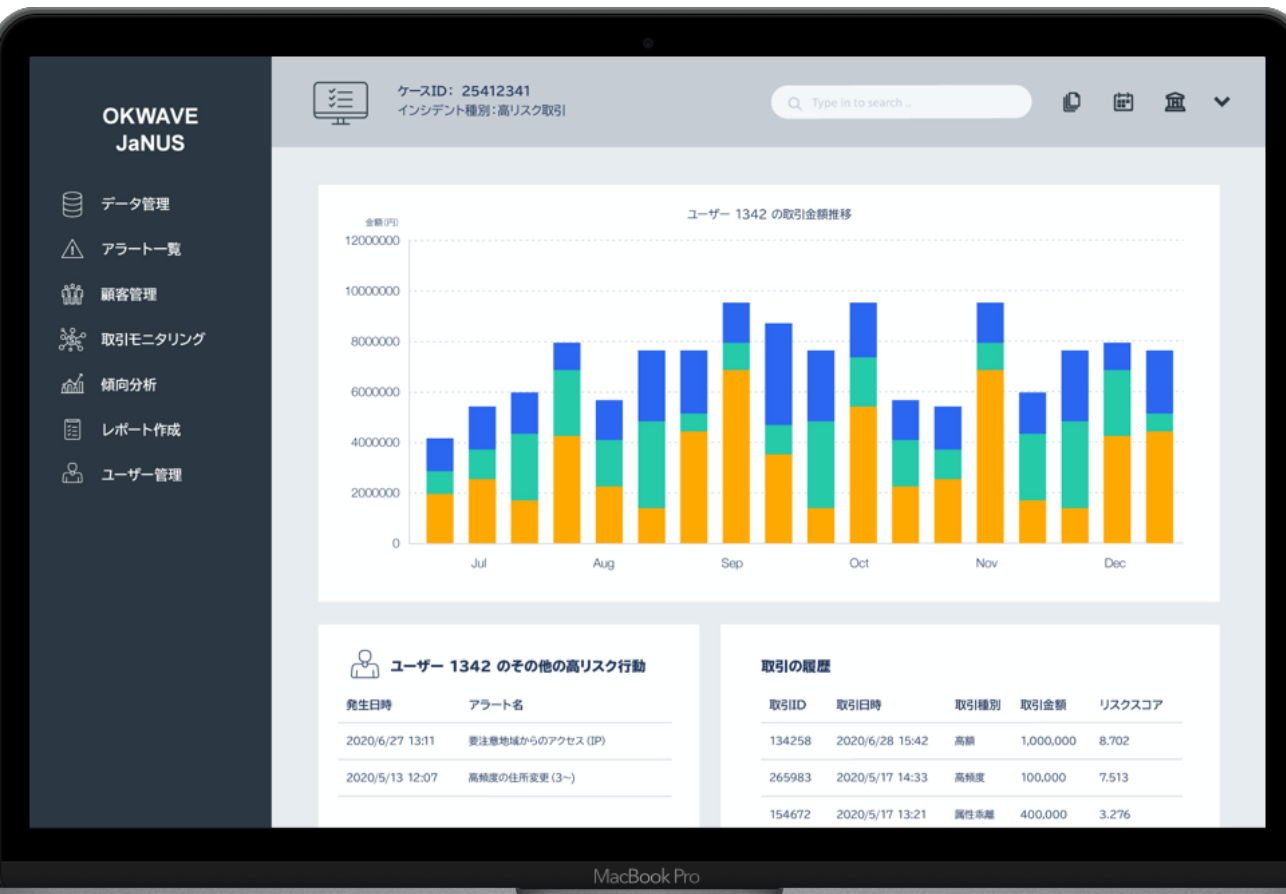 OKWAVE
JaNUS
データ管理
アラート一覧
顧客管理
取引モニタリング
傾向分析
レポート作成
ユーザー管理
ケースID： 25412341
インシデント種別：高リスク取引
Type in to search ..
ユーザー 1342 の取引金額推移
金額(円)
12000000
10000000
8000000
6000000
4000000
2000000
0
Jul Aug Sep Oct Nov Dec
ユーザー 1342 のその他の高リスク行動
発生日時 アラート名
2020/6/27 13:11 要注意地域からのアクセス (IP)
2020/5/13 12:07 高頻度の住所変更 (3〜)
取引の履歴
取引ID 取引日時 取引種別 取引金額 リスクスコア
134258 2020/6/28 15:42 高額 1,000,000 8.702
265983 2020/5/17 14:33 高頻度 100,000 7.513
154672 2020/5/17 13:21 属性乖離 400,000 3.276
MacBook Pro